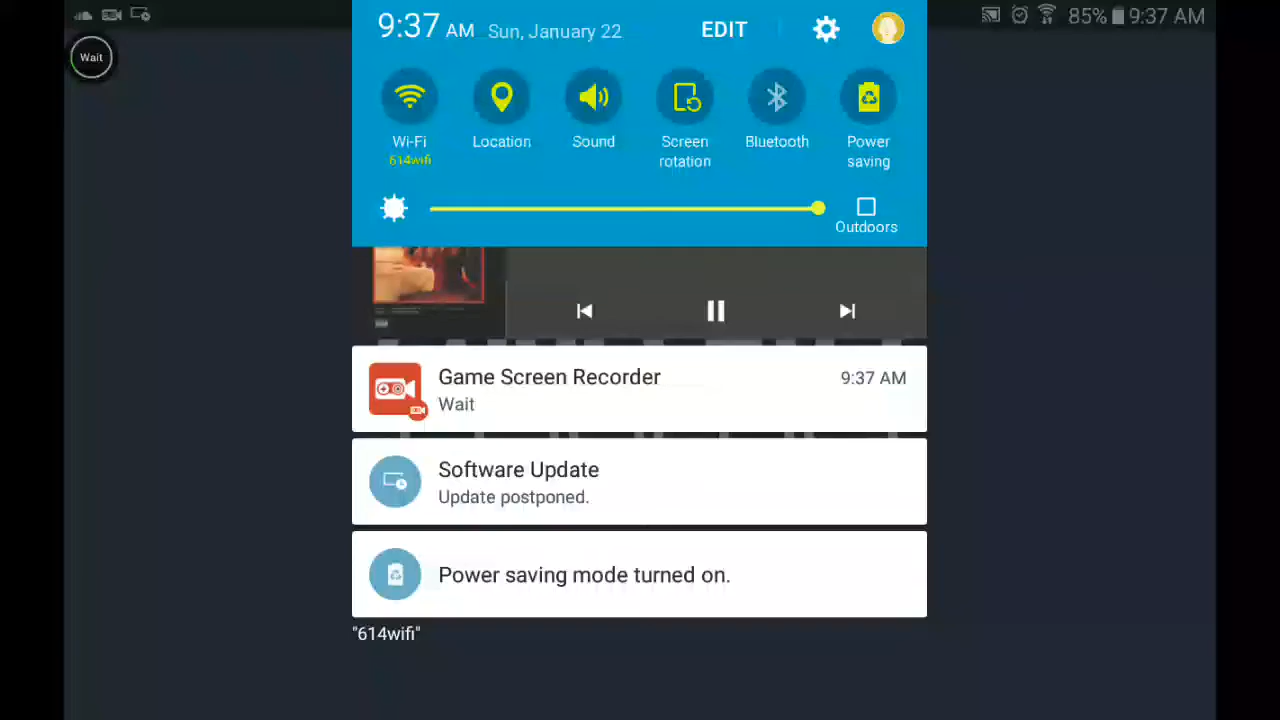 85% 9:37 AM
Wait
9:37 AM Sun, January 22 EDIT
Wi-Fi
614wifi
Location
Sound
Screen
rotation
Bluetooth
Power
saving
Outdoors
Game Screen Recorder 9:37 AM
Wait
Software Update
Update postponed.
Power saving mode turned on.
"614wifi"